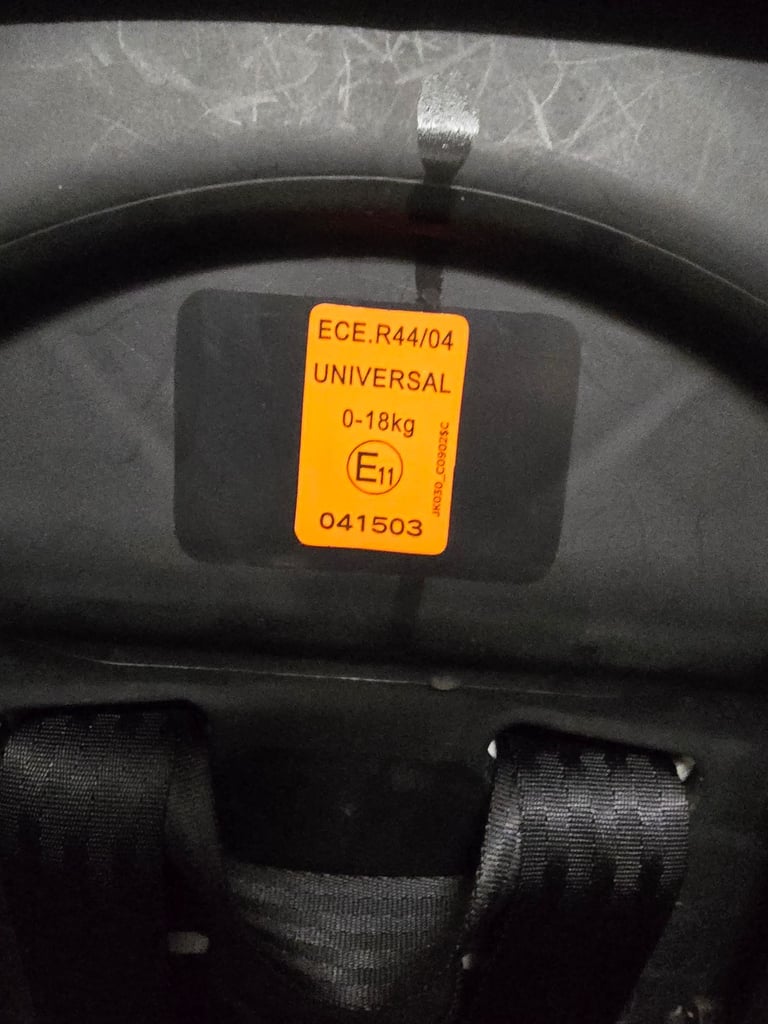 ECE.R44/04
UNIVERSAL
0-18kg
E11
041503
JK030_C0902SC